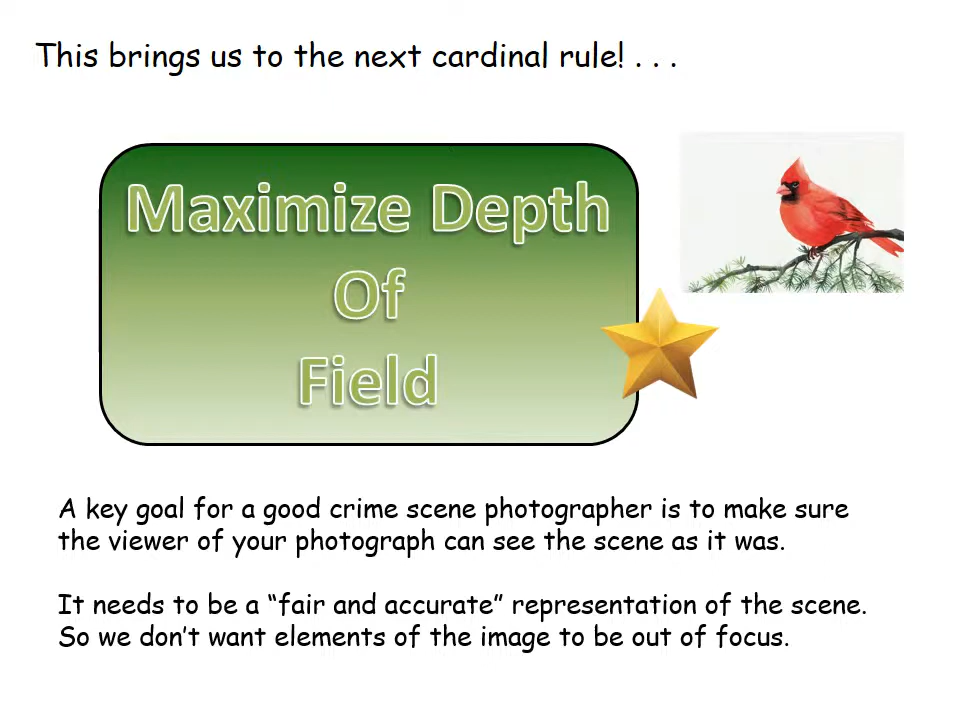 This brings us to the next cardinal rule! . . .
Maximize Depth
Of
Field
A key goal for a good crime scene photographer is to make sure
the viewer of your photograph can see the scene as it was.
It needs to be a “fair and accurate” representation of the scene.
So we don’t want elements of the image to be out of focus.